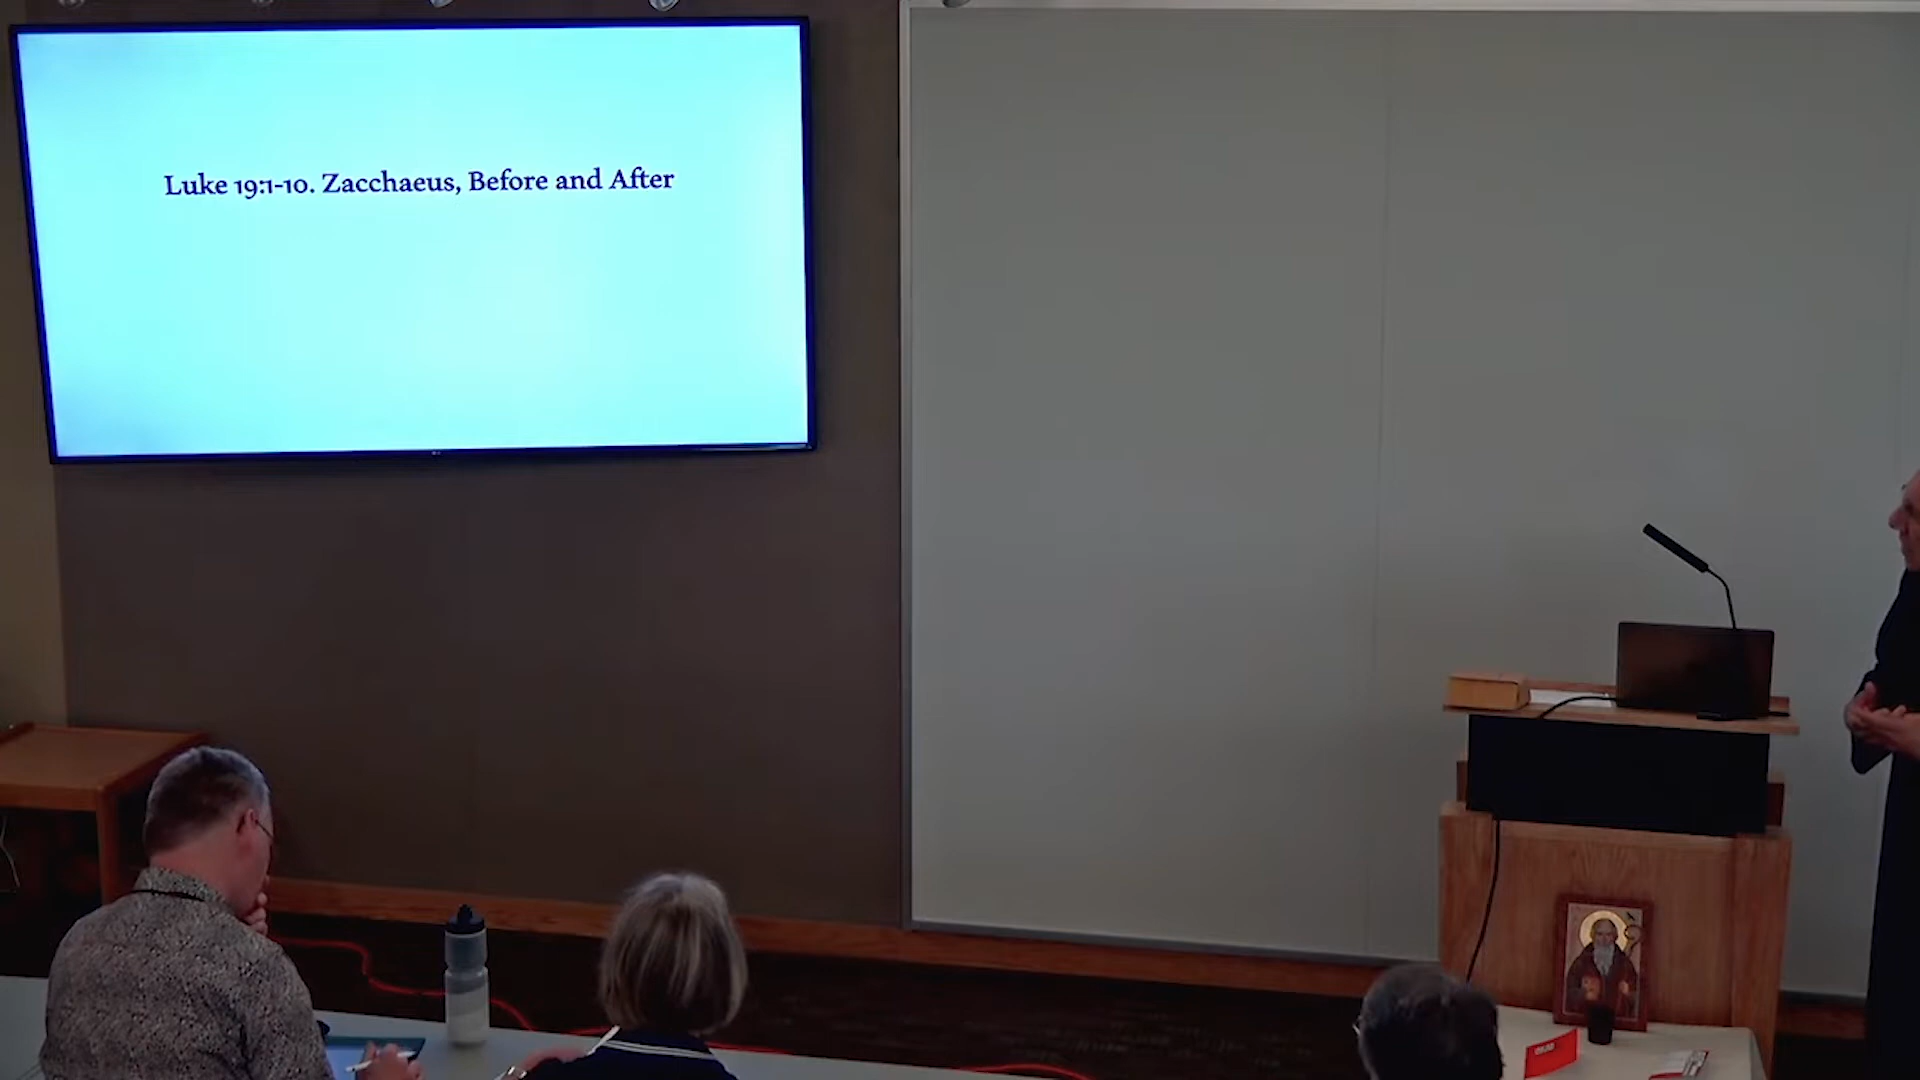 Luke 19:1-10. Zacchaeus, Before and After